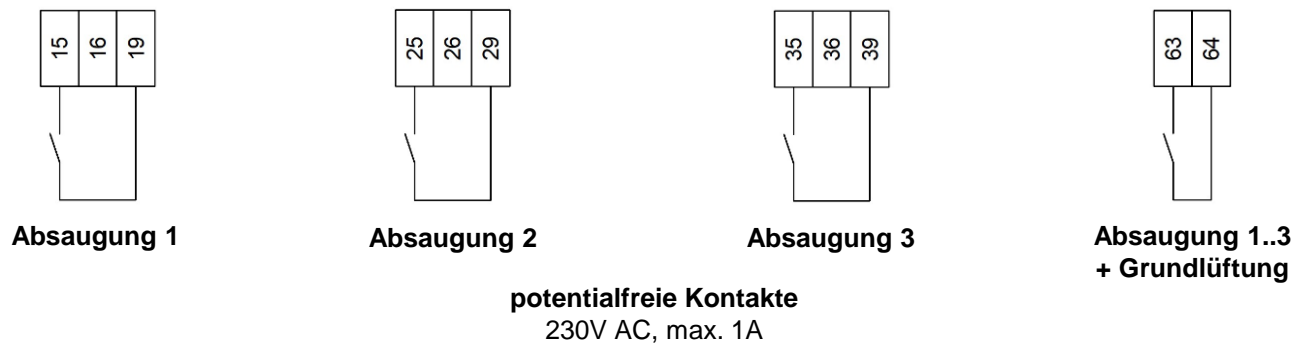 15 16 19
25 26 29
35 36 39
63 64
Absaugung 1
Absaugung 2
Absaugung 3
Absaugung 1..3
+ Grundlüftung
potentialfreie Kontakte
230V AC, max. 1A